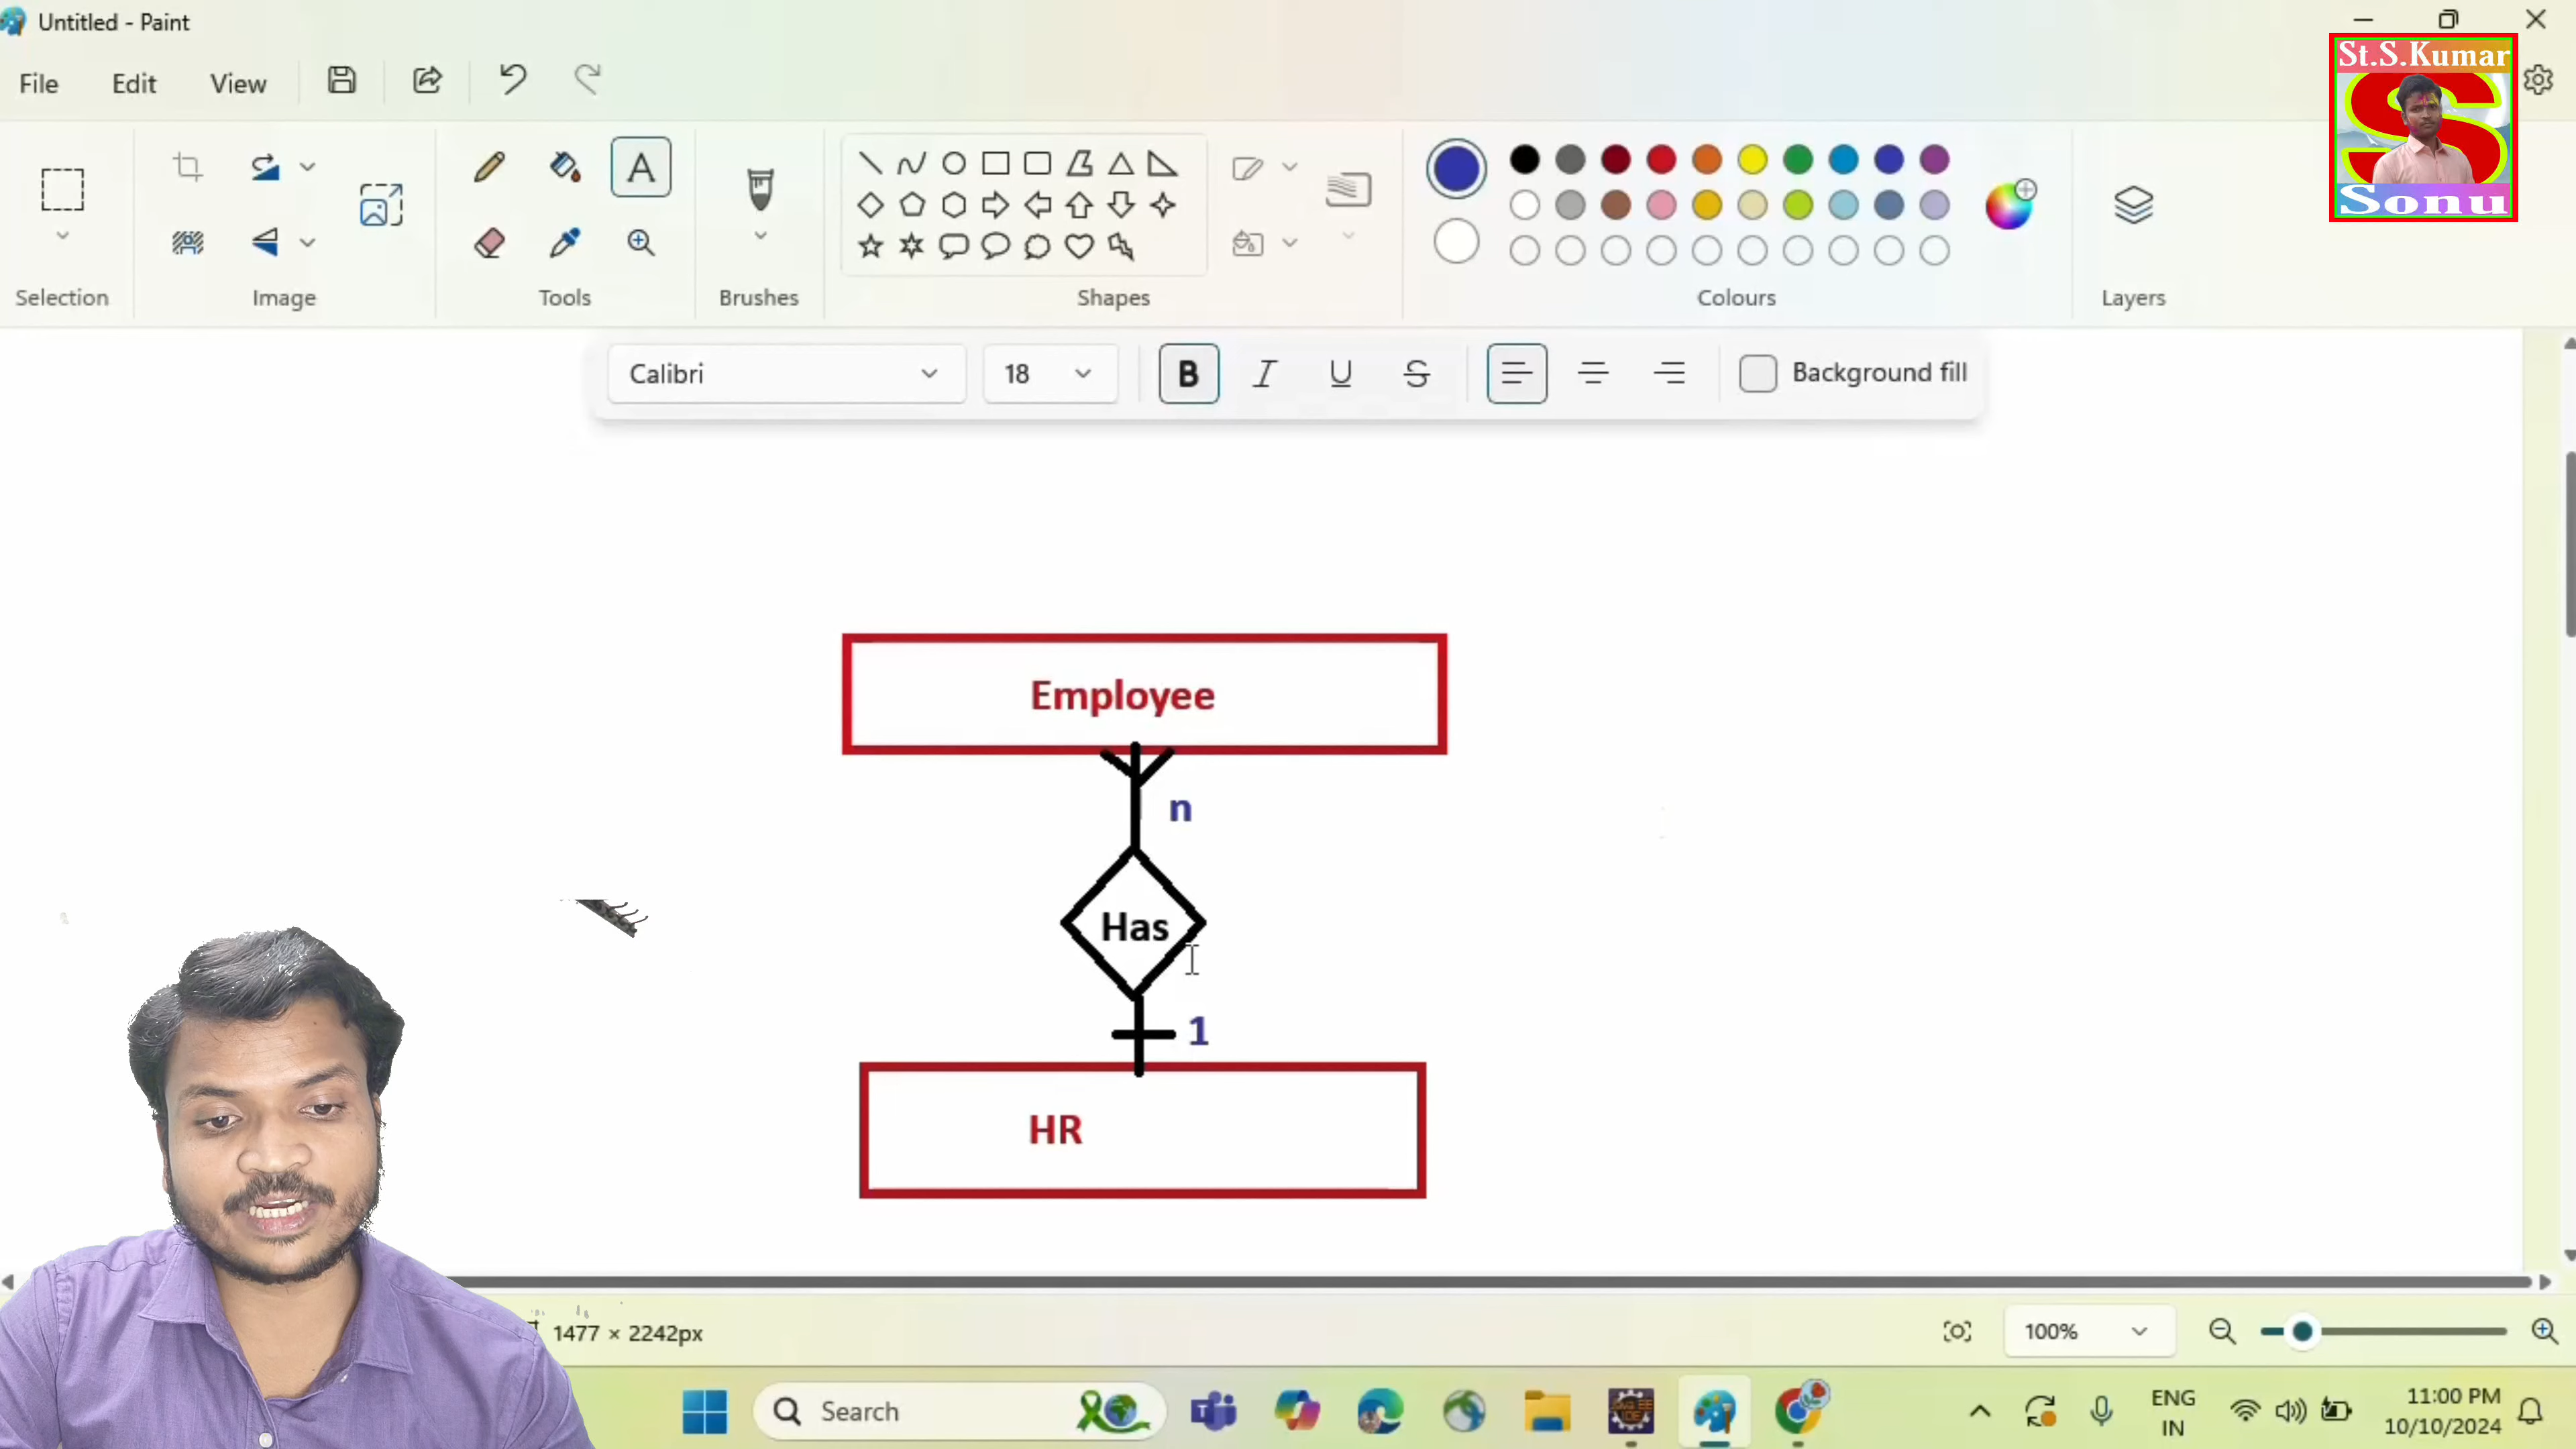 Untitled - Paint
St.S.Kumar
Sonu
File Edit View
A
Selection
Image
Tools
Brushes
Shapes
Colours
Layers
Calibri 18 B I U S Background fill
Employee
n
Has
1
HR
1477 × 2242px
100%
Search
ENG
IN
11:00 PM
10/10/2024